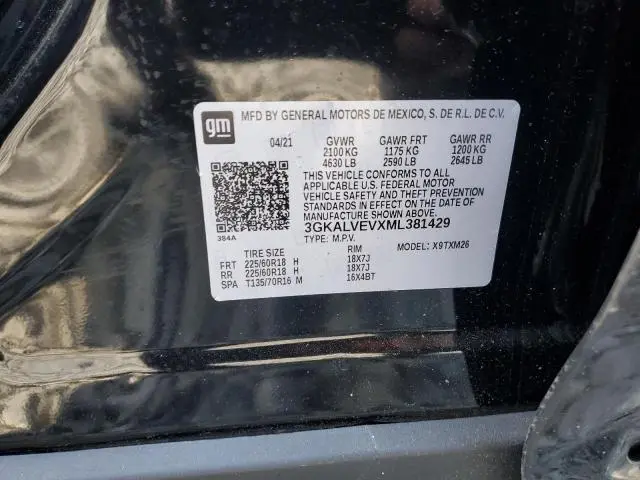 gm
MFD BY GENERAL MOTORS DE MEXICO, S. DE R.L. DE C.V.
04/21 GVWR GAWR FRT GAWR RR
2100 KG 1175 KG 1200 KG
4630 LB 2590 LB 2645 LB
THIS VEHICLE CONFORMS TO ALL
APPLICABLE U.S. FEDERAL MOTOR
VEHICLE SAFETY AND THEFT PREVENTION
STANDARDS IN EFFECT ON THE DATE OF
MANUFACTURE SHOWN ABOVE.
3GKALVEVXML381429
384A
TYPE: M.P.V. MODEL: X9TXM26
TIRE SIZE RIM
FRT 225/60R18 H 18X7J
RR 225/60R18 H 18X7J
SPA T135/70R16 M 16X4BT